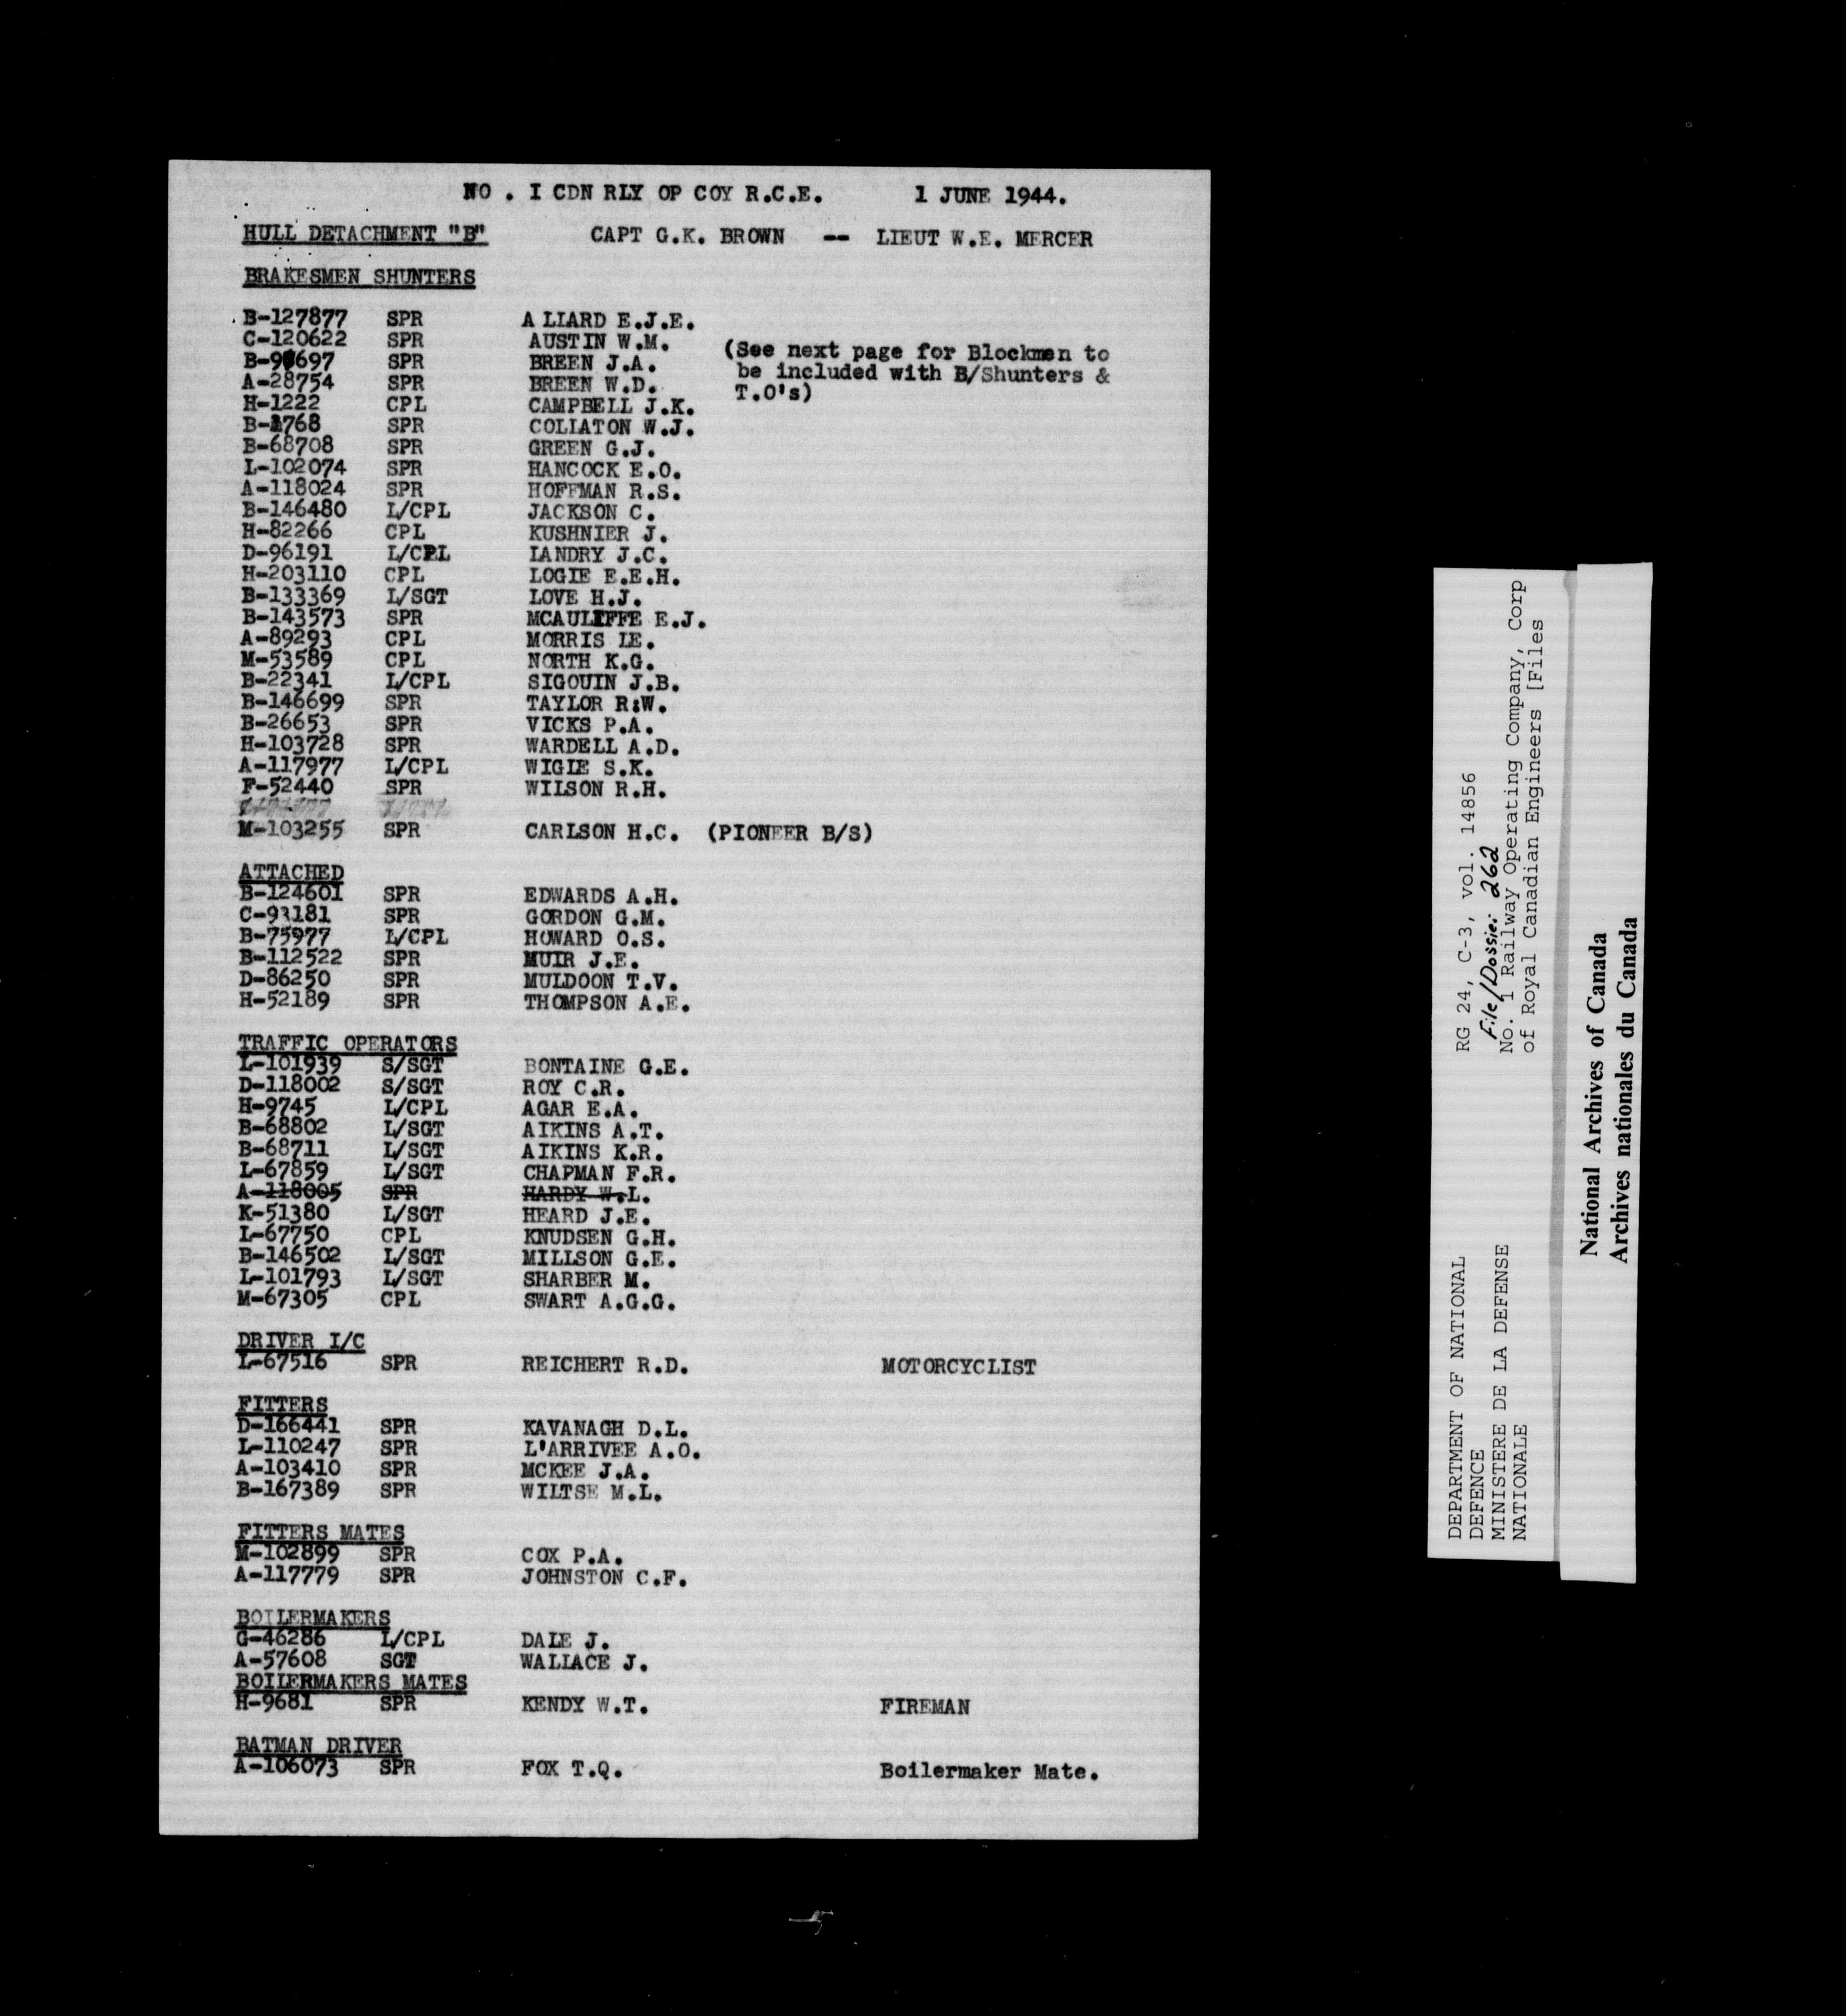 NO . I CDN RLY OP COY R.C.E. 1 JUNE 1944.
HULL DETACHMENT "B" CAPT G.K. BROWN -- LIEUT W.E. MERCER
BRAKESMEN SHUNTERS
B-127877 SPR A LIARD E.J.E.
C-120622 SPR AUSTIN W.M.
SPR BREEN J.A.
A-28754 SPR BREEN W.D.
H-1222 CPL CAMPBELL J.K.
SPR COLIATON W.J.
B-68708 SPR GREEN G.J.
L-102074 SPR HANCOCK E.O.
A-118024 SPR HOFFMAN R.S.
B-146480 L/CPL JACKSON C.
H-82266 CPL KUSHNIER J.
D-96191 L/CPL LANDRY J.C.
H-203110 CPL LOGIE E.E.H.
B-133369 L/SGT LOVE H.J.
B-143573 SPR MCAULIFFE E.J.
A-89293 CPL MORRIS LE.
M-53589 CPL NORTH K.G.
B-22341 L/CPL SIGOUIN J.B.
B-146699 SPR TAYLOR R:W.
B-26653 SPR VICKS P.A.
H-103728 SPR WARDELL A.D.
A-117977 L/CPL WIGLE S.K.
F-52440 SPR WILSON R.H.
M-103255 SPR CARLSON H.C. (PIONEER B/S)
(See next page for Blockmen to
be included with B/Shunters &
T.O's)
ATTACHED
B-124601 SPR EDWARDS A.H.
C-93181 SPR GORDON G.M.
B-75977 L/CPL HOWARD O.S.
B-112522 SPR MUIR J.E.
D-86250 SPR MULDOON T.V.
H-52189 SPR THOMPSON A.E.
TRAFFIC OPERATORS
L-101939 S/SGT BONTAINE G.E.
D-118002 S/SGT ROY C.R.
H-9745 L/CPL AGAR E.A.
B-68802 L/SGT AIKINS A.T.
B-68711 L/SGT AIKINS K.R.
L-67859 L/SGT CHAPMAN F.R.
A-118005 SPR HARDY W.L.
K-51380 L/SGT HEARD J.E.
L-67750 CPL KNUDSEN G.H.
B-146502 L/SGT MILLSON G.E.
L-101793 L/SGT SHARBER M.
M-67305 CPL SWART A.G.G.
DRIVER I/C
L-67516 SPR REICHERT R.D. MOTORCYCLIST
FITTERS
D-166441 SPR KAVANAGH D.L.
L-110247 SPR L'ARRIVEE A.O.
A-103410 SPR MCKEE J.A.
B-167389 SPR WILTSE M.L.
FITTERS MATES
M-102899 SPR COX P.A.
A-117779 SPR JOHNSTON C.F.
BOILERMAKERS
G-46286 L/CPL DALE J.
A-57608 SGT WALLACE J.
BOILERMAKERS MATES
H-9681 SPR KENDY W.T. FIREMAN
BATMAN DRIVER
A-106073 SPR FOX T.Q. Boilermaker Mate.
DEPARTMENT OF NATIONAL
DEFENCE
MINISTERE DE LA DEFENSE
NATIONALE
RG 24, C-3, vol. 14856
File/Dossier: 262
No. 1 Railway Operating Company, Corp
of Royal Canadian Engineers [Files
National Archives of Canada
Archives nationales du Canada